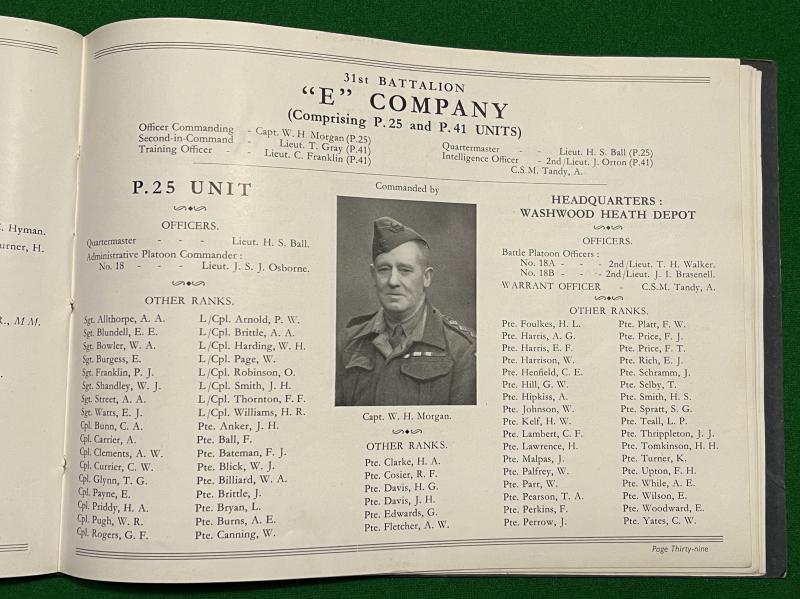 . Hyman.
urner, H.
R., M M.
31st BATTALION
"E" COMPANY
(Comprising P.25 and P.41 UNITS)
Officer Commanding - Capt. W. H. Morgan (P.25)
Second-in-Command - Lieut. T. Gray (P.41)
Training Officer - - Lieut. C. Franklin (P.41)
Quartermaster - - Lieut. H. S. Ball (P.25)
Intelligence Officer - 2nd/Lieut. J. Orton (P.41)
C.S.M. Tandy, A.
P.25 UNIT
OFFICERS.
Quartermaster - - - Lieut. H. S. Ball.
Administrative Platoon Commander :
No. 18 - - - Lieut. J. S. J. Osborne.
OTHER RANKS.
Sgt. Allthorpe, A. A.
Sgt. Blundell, E. E.
Sgt. Bowler, W. A.
Sgt. Burgess, E.
Sgt. Franklin, P. J.
Sgt. Shandley, W. J.
Sgt. Street, A. A.
Sgt. Watts, E. J.
Cpl. Bunn, C. A.
Cpl. Carrier, A.
Cpl. Clements, A. W.
Cpl. Currier, C. W.
Cpl. Glynn, T. G.
Cpl. Payne, E.
Cpl. Priddy, H. A.
Cpl. Pugh, W. R.
Cpl. Rogers, G. F.
L/Cpl. Arnold, P. W.
L/Cpl. Brittle, A. A.
L/Cpl. Harding, W. H.
L/Cpl. Page, W.
L/Cpl. Robinson, O.
L/Cpl. Smith, J. H.
L/Cpl. Thornton, F. F.
L/Cpl. Williams, H. R.
Pte. Anker, J. H.
Pte. Ball, F.
Pte. Bateman, F. J.
Pte. Blick, W. J.
Pte. Billiard, W. A.
Pte. Brittle, J.
Pte. Bryan, L.
Pte. Burns, A. E.
Pte. Canning, W.
Commanded by
Capt. W. H. Morgan.
OTHER RANKS.
Pte. Clarke, H. A.
Pte. Cosier, R. F.
Pte. Davis, H. G.
Pte. Davis, J. H.
Pte. Edwards, G.
Pte. Fletcher, A. W.
HEADQUARTERS :
WASHWOOD HEATH DEPOT
OFFICERS.
Battle Platoon Officers :
No. 18A - - - 2nd/Lieut. T. H. Walker.
No. 18B - - - 2nd/Lieut. J. I. Brasenell.
WARRANT OFFICER - C.S.M. Tandy, A.
OTHER RANKS.
Pte. Foulkes, H. L.
Pte. Harris, A. G.
Pte. Harris, E. F.
Pte. Harrison, W.
Pte. Henfield, C. E.
Pte. Hill, G. W.
Pte. Hipkiss, A.
Pte. Johnson, W.
Pte. Kelf, H. W.
Pte. Lambert, C. F.
Pte. Lawrence, H.
Pte. Malpas, J.
Pte. Palfrey, W.
Pte. Parr, W.
Pte. Pearson, T. A.
Pte. Perkins, F.
Pte. Perrow, J.
Pte. Platt, F. W.
Pte. Price, F. J.
Pte. Price, F. T.
Pte. Rich, E. J.
Pte. Schramm, J.
Pte. Selby, T.
Pte. Smith, H. S.
Pte. Spratt, S. G.
Pte. Teall, L. P.
Pte. Thrippleton, J. J.
Pte. Tomkinson, H. H.
Pte. Turner, K.
Pte. Upton, F. H.
Pte. While, A. E.
Pte. Wilson, E.
Pte. Woodward, E.
Pte. Yates, C. W.
Page Thirty-nine